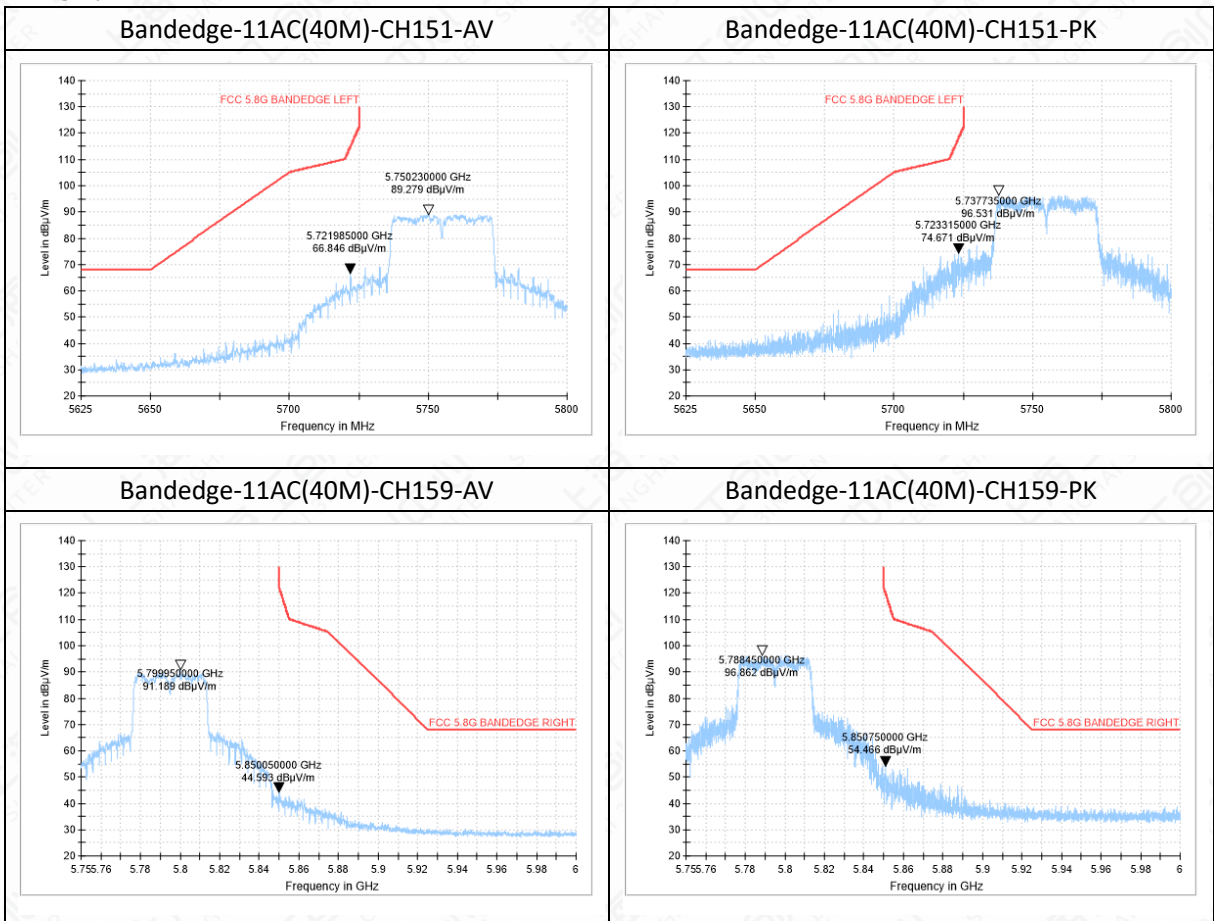 Bandedge-11AC(40M)-CH151-AV
Bandedge-11AC(40M)-CH151-PK
140
130
120
110
100
90
80
70
60
50
40
30
20
Level in dBµV/m
FCC 5.8G BANDEDGE LEFT
5.750230000 GHz
89.279 dBµV/m
5.721985000 GHz
66.846 dBµV/m
5625
5650
5700
5750
5800
Frequency in MHz
140
130
120
110
100
90
80
70
60
50
40
30
20
Level in dBµV/m
FCC 5.8G BANDEDGE LEFT
5.737735000 GHz
96.531 dBµV/m
5.723315000 GHz
74.671 dBµV/m
5625
5650
5700
5750
5800
Frequency in MHz
Bandedge-11AC(40M)-CH159-AV
Bandedge-11AC(40M)-CH159-PK
140
130
120
110
100
90
80
70
60
50
40
30
20
Level in dBµV/m
5.799950000 GHz
91.189 dBµV/m
FCC 5.8G BANDEDGE RIGHT
5.850050000 GHz
44.593 dBµV/m
5.755.76 5.78 5.8 5.82 5.84 5.86 5.88 5.9 5.92 5.94 5.96 5.98 6
Frequency in GHz
140
130
120
110
100
90
80
70
60
50
40
30
20
Level in dBµV/m
5.788450000 GHz
96.862 dBµV/m
FCC 5.8G BANDEDGE RIGHT
5.850750000 GHz
54.466 dBµV/m
5.755.76 5.78 5.8 5.82 5.84 5.86 5.88 5.9 5.92 5.94 5.96 5.98 6
Frequency in GHz